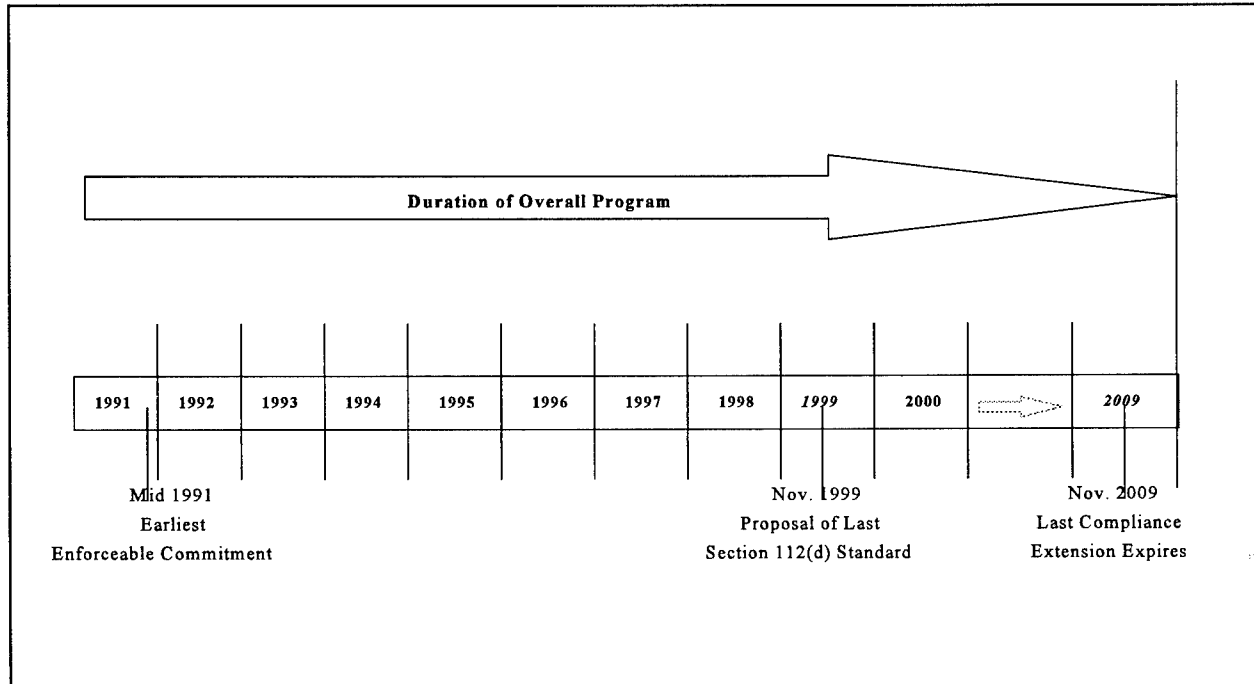 Duration of Overall Program
1991 1992 1993 1994 1995 1996 1997 1998 1999 2000 2009
Mid 1991
Earliest
Enforceable Commitment
Nov. 1999
Proposal of Last
Section 112(d) Standard
Nov. 2009
Last Compliance
Extension Expires